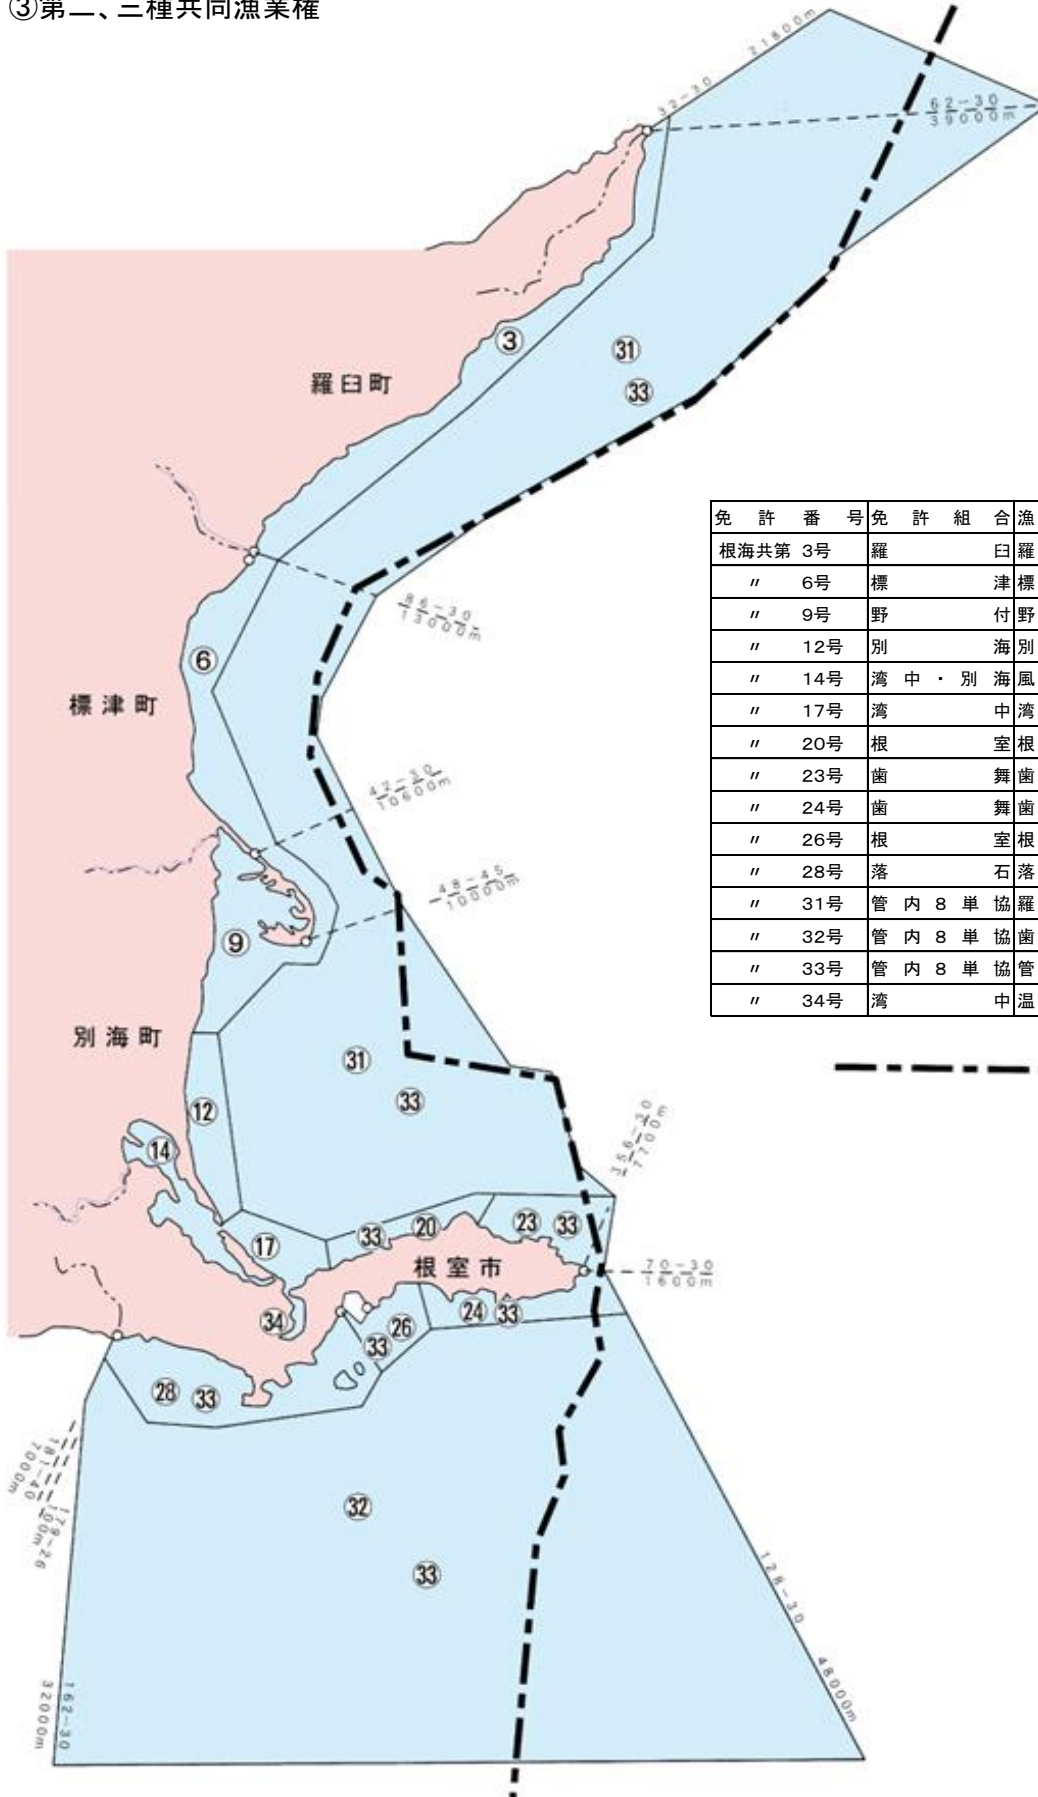 ③第二、三種共同漁業権
21800m
32-30
62-30
39000m
③
㉛
羅臼町
㉝
免許番号 免許組合 漁
根海共第 3号 羅臼 羅
〃 6号 標津 標
〃 9号 野付 野
〃 12号 別海 別
〃 14号 湾中・別海 風
〃 17号 湾中 湾
〃 20号 根室 根
〃 23号 歯舞 歯
〃 24号 歯舞 歯
〃 26号 根室 根
〃 28号 落石 落
〃 31号 管内8単協 羅
〃 32号 管内8単協 歯
〃 33号 管内8単協 管
〃 34号 湾中 温
86-30
13000m
⑥
標津町
42-30
10600m
48-45
10000m
⑨
別海町
㉛
㉝
⑫
356-30
7700m
⑭
⑰
㉝
⑳
㉓
㉝
根室市
70-30
1600m
㉞
㉝
㉖
㉔
㉝
㉘
㉝
181-40
7000m
179-26
100m
㉜
㉝
128-30
48000m
162-30
32000m